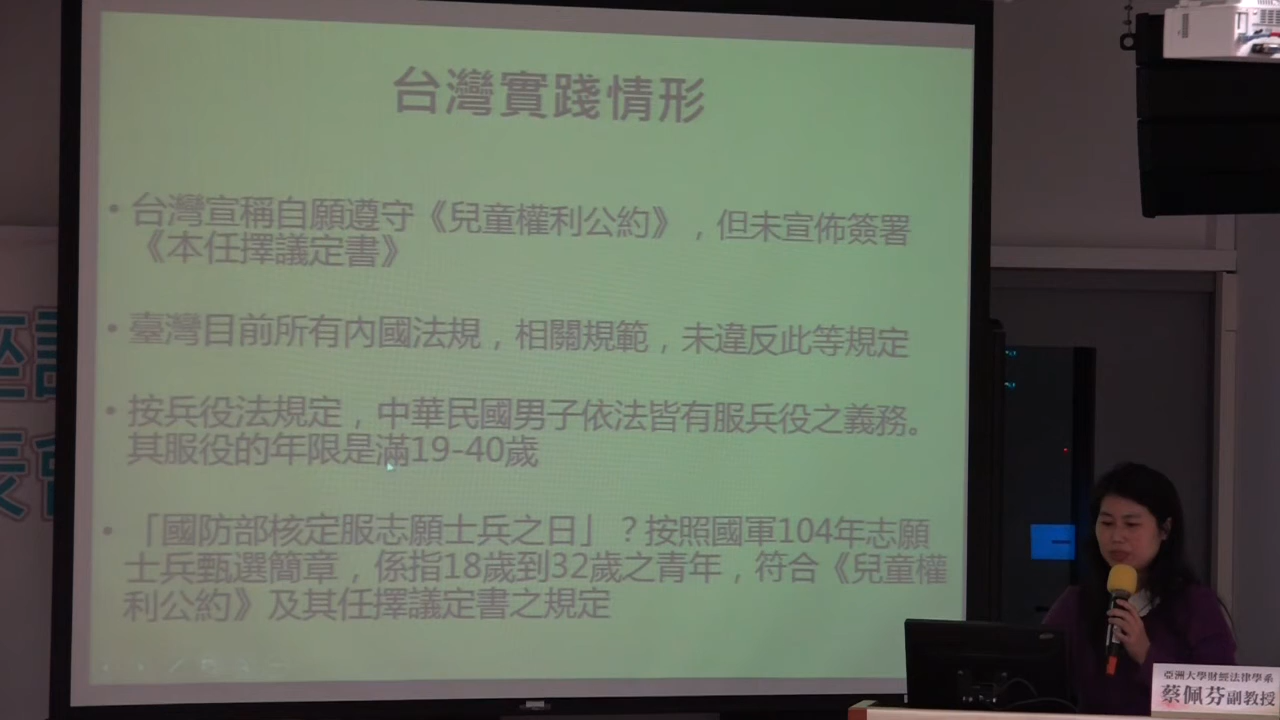 台灣實踐情形
• 台灣宣稱自願遵守《兒童權利公約》，但未宣佈簽署
《本任擇議定書》
• 臺灣目前所有內國法規，相關規範，未違反此等規定
• 按兵役法規定，中華民國男子依法皆有服兵役之義務。
其服役的年限是滿19-40歲
• 「國防部核定服志願士兵之日」？按照國軍104年志願
士兵甄選簡章，係指18歲到32歲之青年，符合《兒童權
利公約》及其任擇議定書之規定
亞洲大學財經法律學系
蔡佩芬副教授